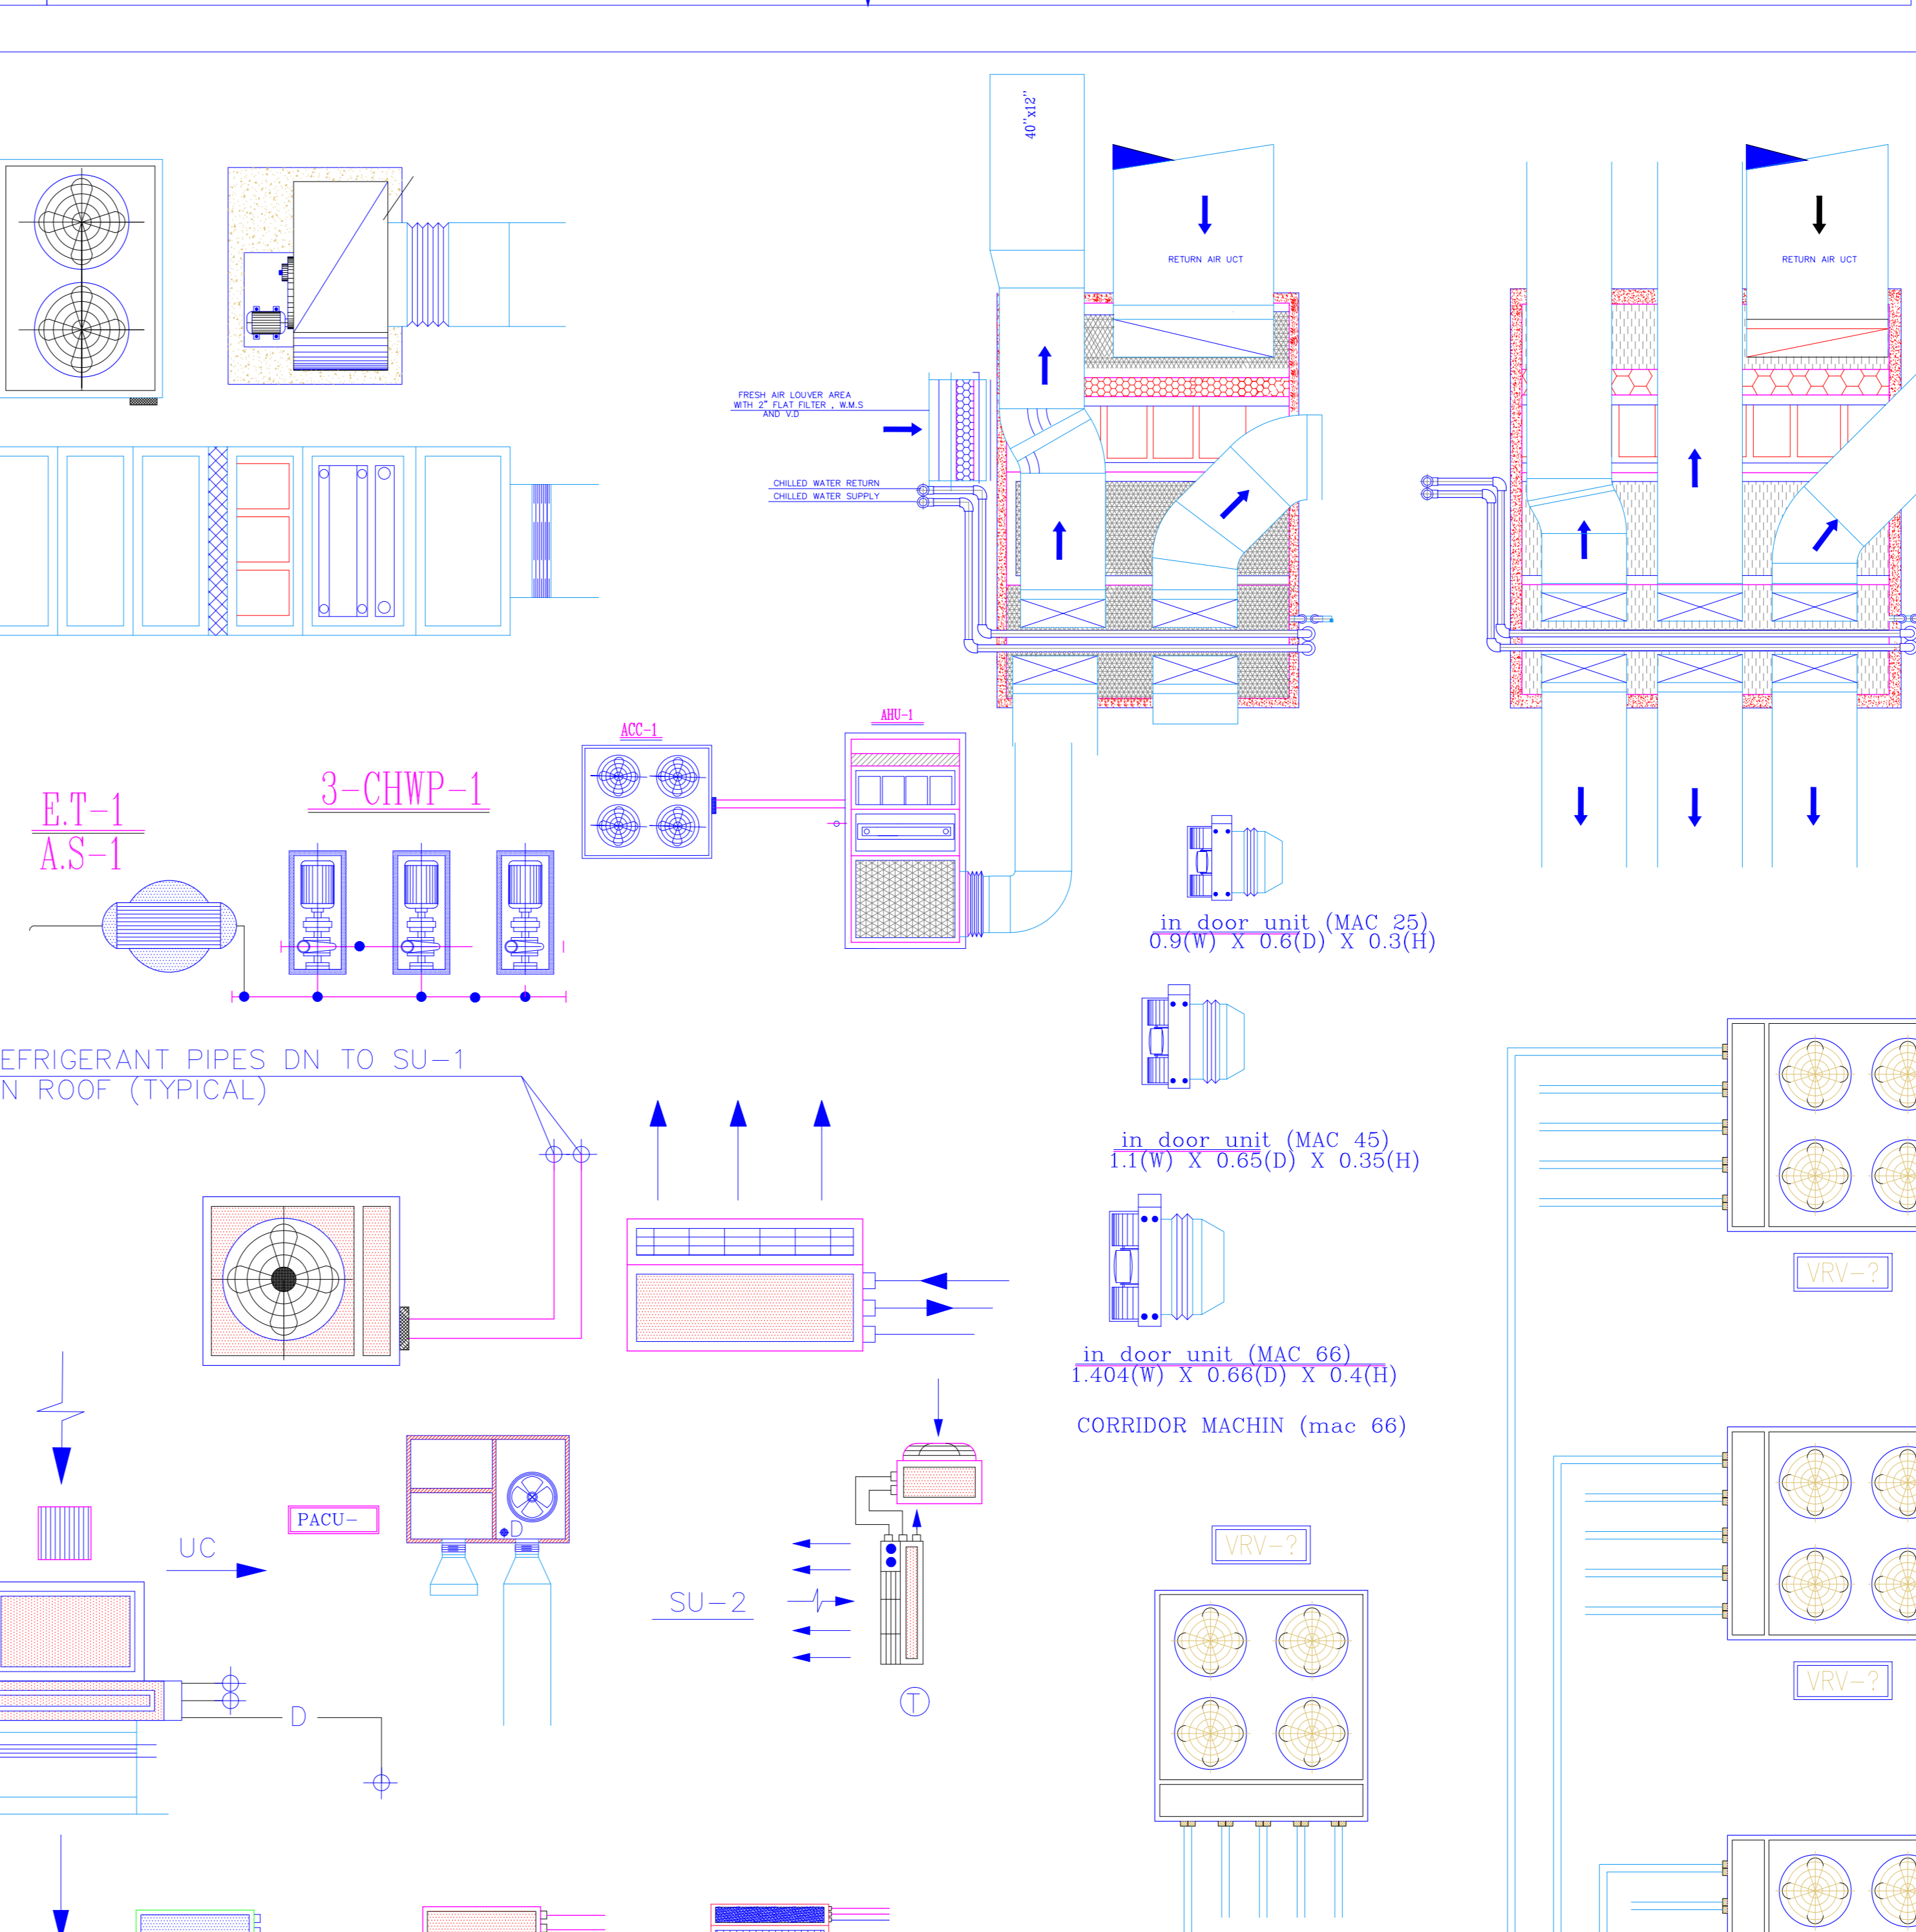 40"x12"
RETURN AIR UCT
RETURN AIR UCT
FRESH AIR LOUVER AREA
WITH 2" FLAT FILTER , W.M.S
AND V.D
CHILLED WATER RETURN
CHILLED WATER SUPPLY
ACC-1
AHU-1
E.T-1
A.S-1
3-CHWP-1
in door unit (MAC 25)
0.9(W) X 0.6(D) X 0.3(H)
EFRIGERANT PIPES DN TO SU-1
N ROOF (TYPICAL)
in door unit (MAC 45)
1.1(W) X 0.65(D) X 0.35(H)
VRV-?
in door unit (MAC 66)
1.404(W) X 0.66(D) X 0.4(H)
CORRIDOR MACHIN (mac 66)
PACU-
D
UC
VRV-?
SU-2
VRV-?
T
D